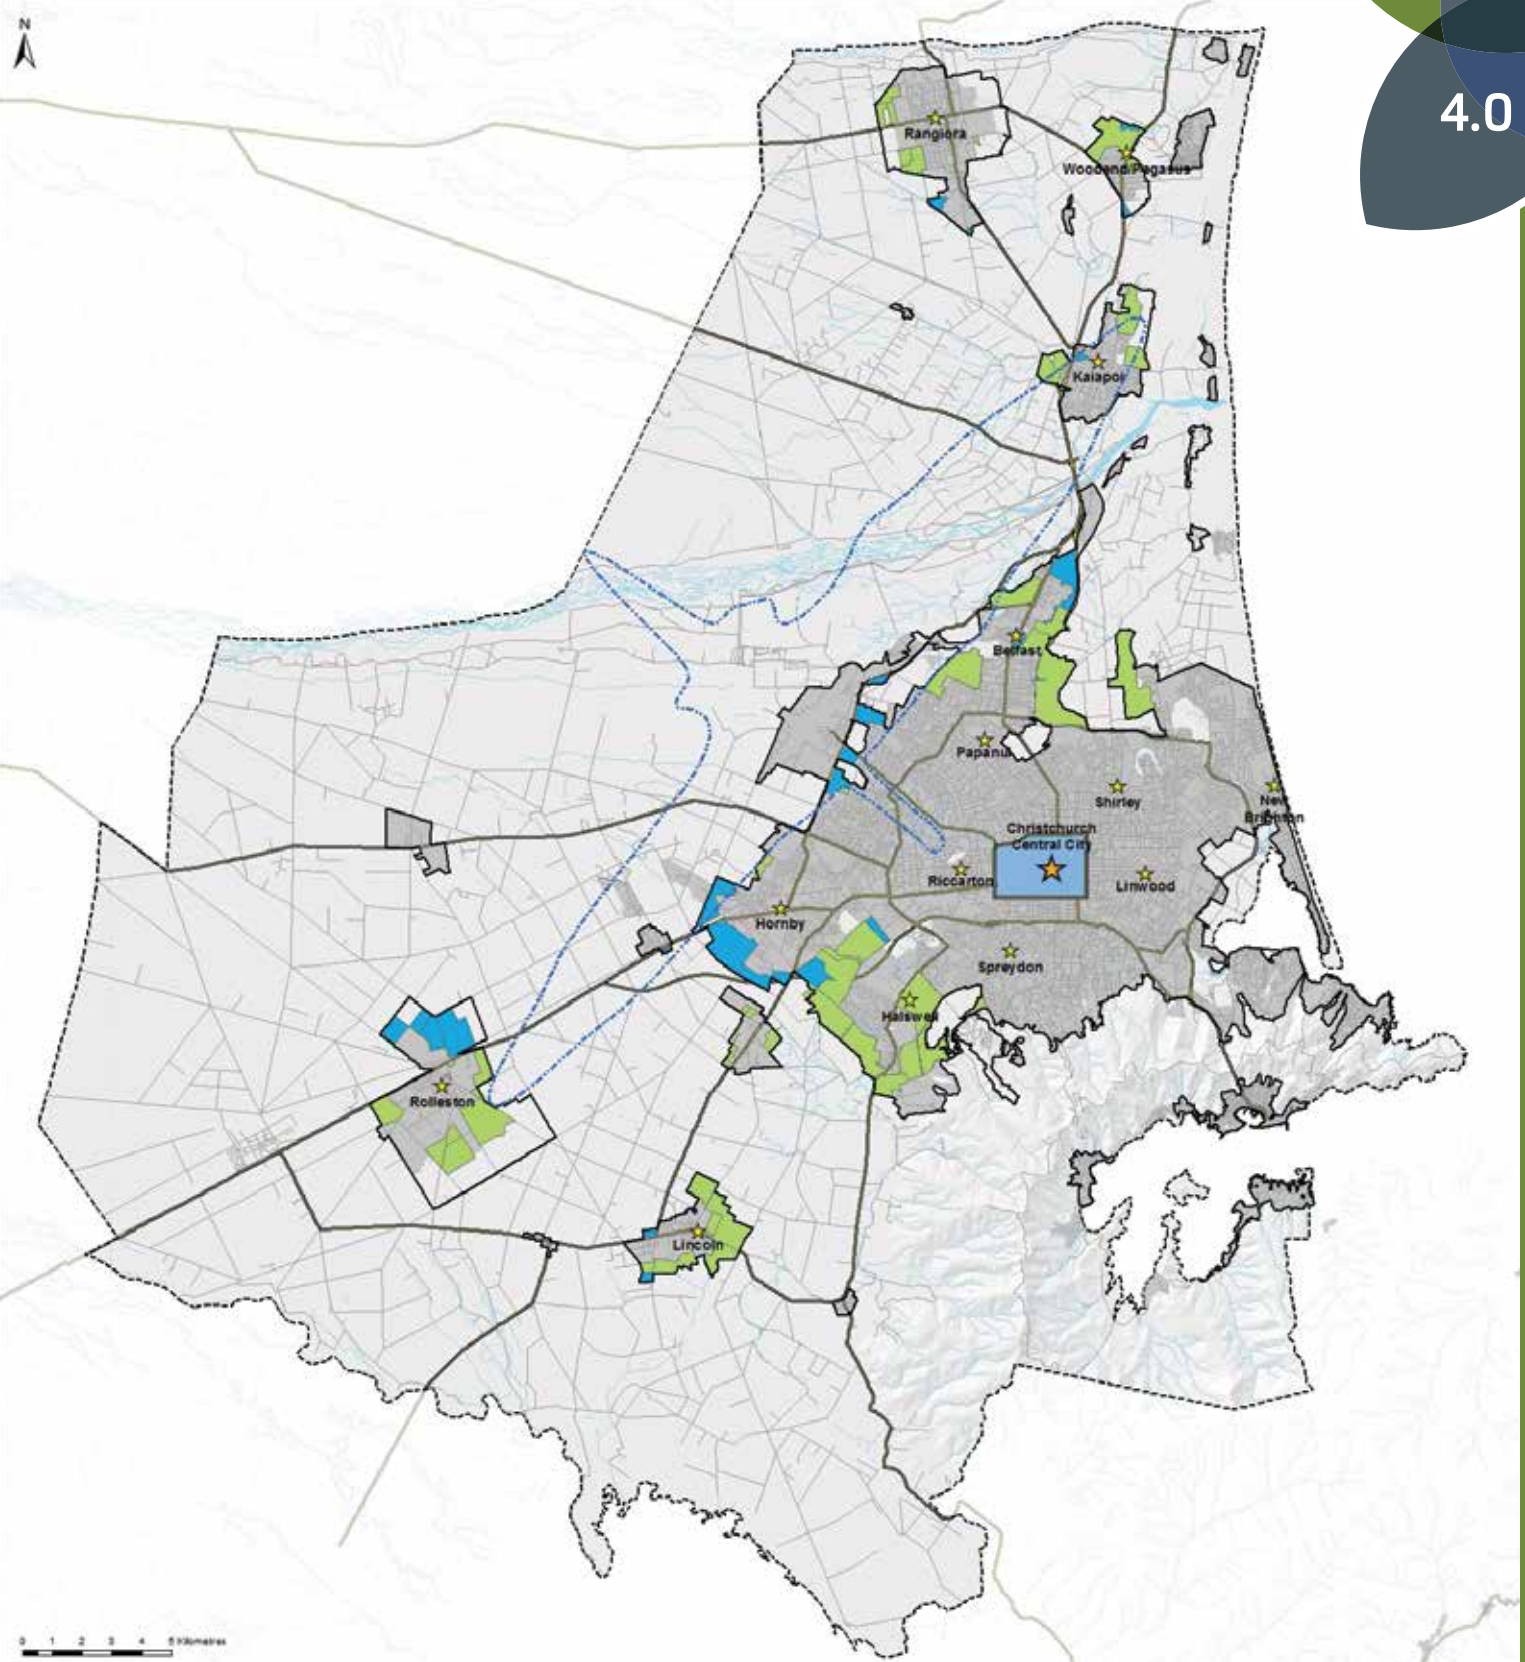 N
4.0
Rangiora
Woodend/Pegasus
Kaiapoi
Belfast
Papanui
Shirley
New
Brighton
Christchurch
Central City
Riccarton
Linwood
Hornby
Spreydon
Halswell
Rolleston
Lincoln
0 1 2 3 4 5 Kilometres